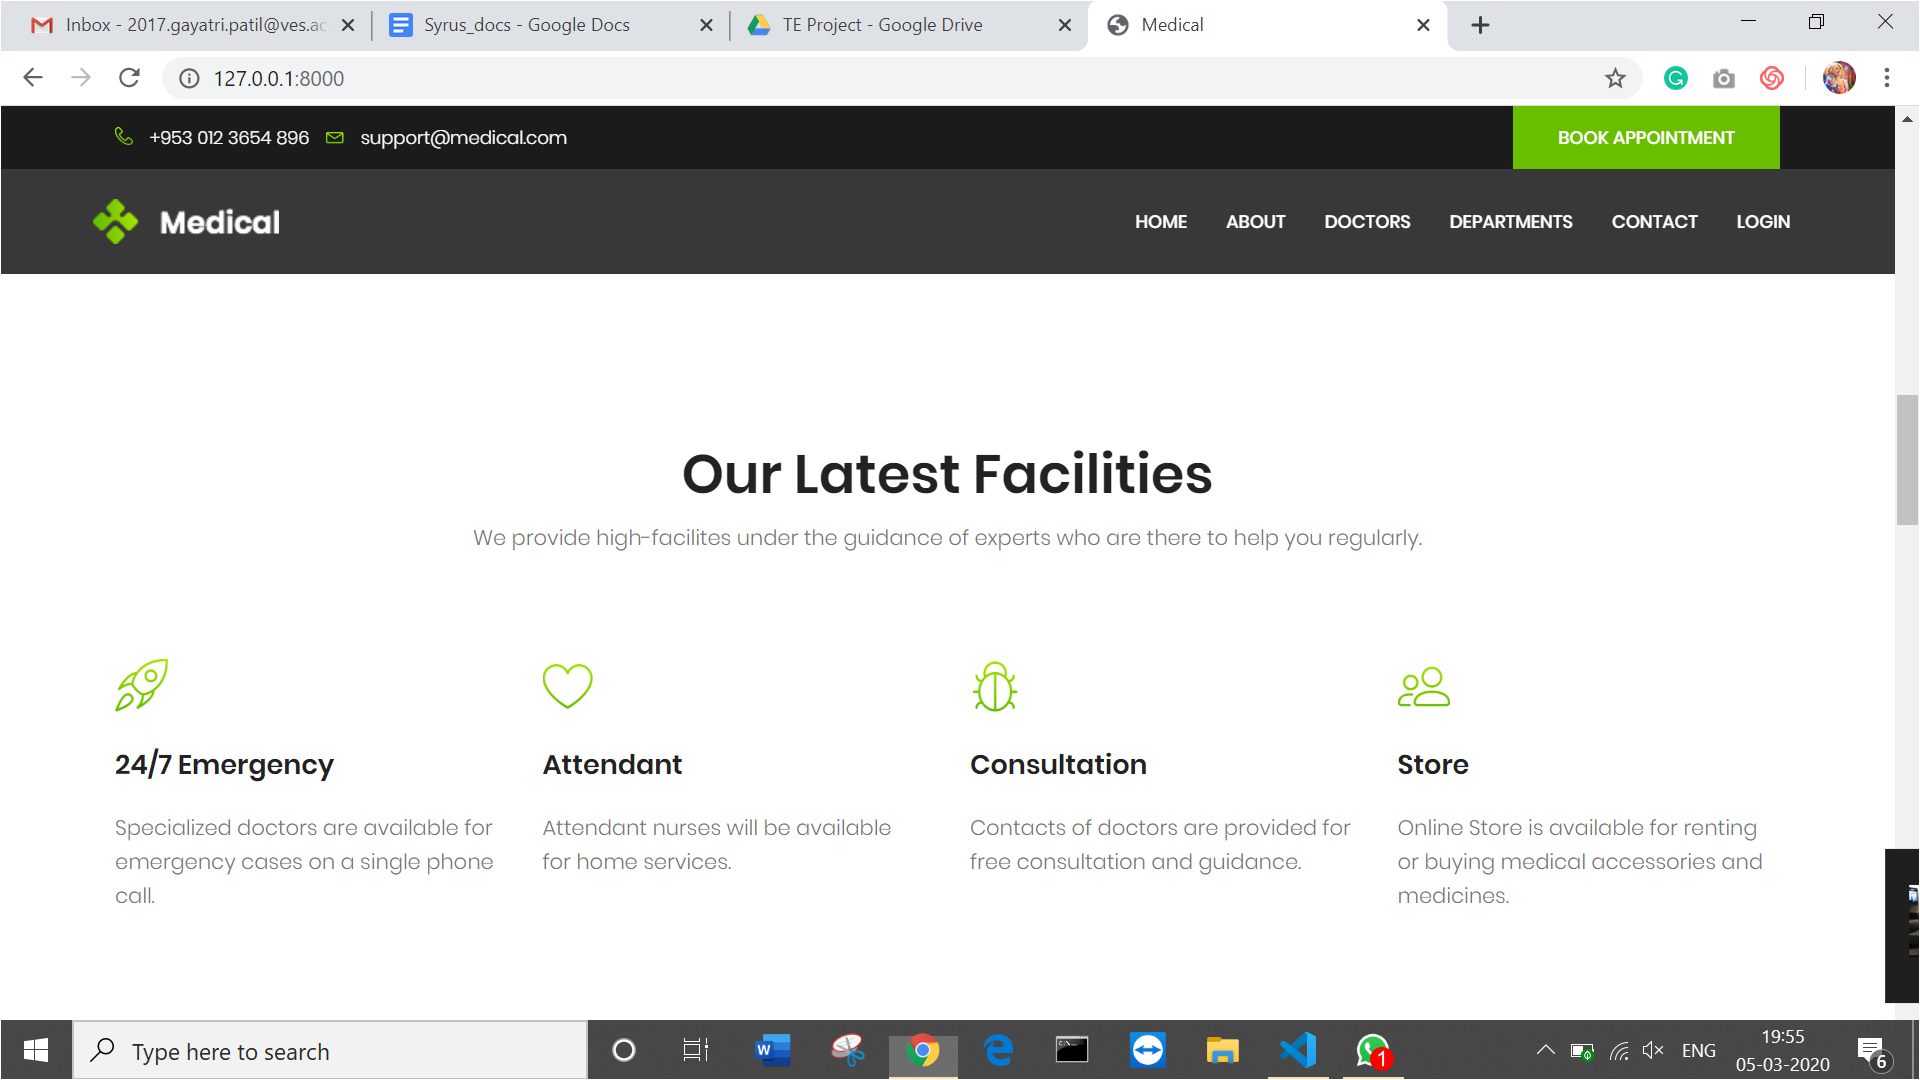 Inbox - 2017.gayatri.patil@ves.ac
Syrus_docs - Google Docs
TE Project - Google Drive
Medical
127.0.0.1:8000
+953 012 3654 896
support@medical.com
BOOK APPOINTMENT
Medical
HOME ABOUT DOCTORS DEPARTMENTS CONTACT LOGIN
Our Latest Facilities
We provide high-facilites under the guidance of experts who are there to help you regularly.
24/7 Emergency
Specialized doctors are available for
emergency cases on a single phone
call.
Attendant
Attendant nurses will be available
for home services.
Consultation
Contacts of doctors are provided for
free consultation and guidance.
Store
Online Store is available for renting
or buying medical accessories and
medicines.
Type here to search
W
1
ENG
19:55
05-03-2020
6